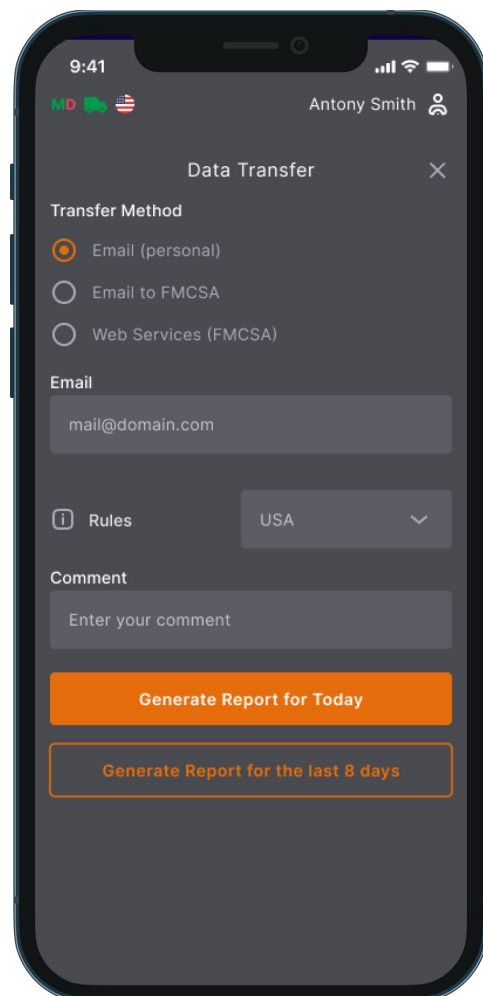 9:41
MD Antony Smith
Data Transfer
Transfer Method
Email (personal)
Email to FMCSA
Web Services (FMCSA)
Email
mail@domain.com
i Rules USA
Comment
Enter your comment
Generate Report for Today
Generate Report for the last 8 days